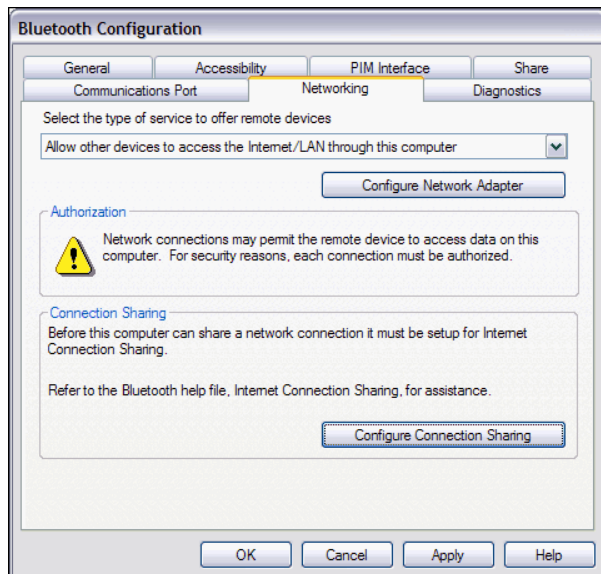 Bluetooth Configuration
General
Accessibility
PIM Interface
Share
Communications Port
Networking
Diagnostics
Select the type of service to offer remote devices
Allow other devices to access the Internet/LAN through this computer
Configure Network Adapter
Authorization
Network connections may permit the remote device to access data on this
computer. For security reasons, each connection must be authorized.
Connection Sharing
Before this computer can share a network connection it must be setup for Internet
Connection Sharing.
Refer to the Bluetooth help file, Internet Connection Sharing, for assistance.
Configure Connection Sharing
OK
Cancel
Apply
Help